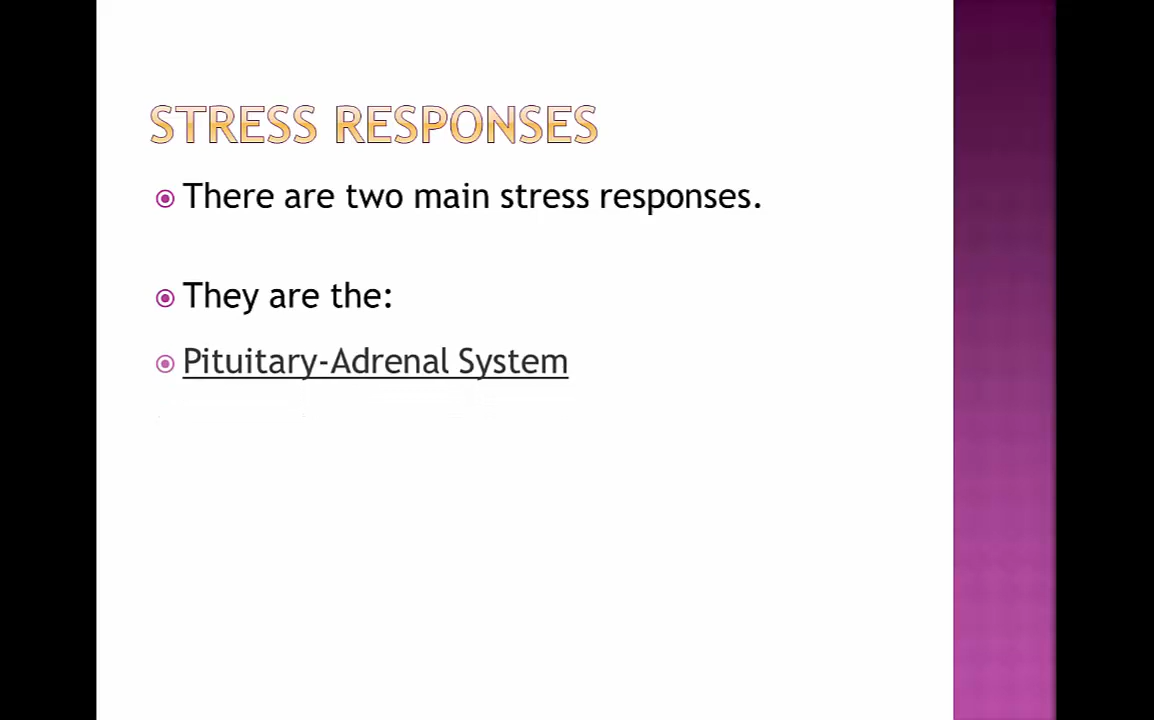 STRESS RESPONSES
There are two main stress responses.
They are the:
Pituitary-Adrenal System